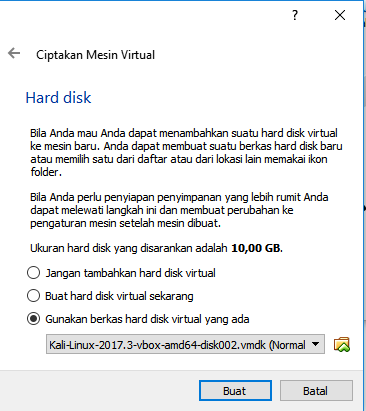 ?
Ciptakan Mesin Virtual
Hard disk
Bila Anda mau Anda dapat menambahkan suatu hard disk virtual
ke mesin baru. Anda dapat membuat suatu berkas hard disk baru
atau memilih satu dari daftar atau dari lokasi lain memakai ikon
folder.
Bila Anda perlu penyiapan penyimpanan yang lebih rumit Anda
dapat melewati langkah ini dan membuat perubahan ke
pengaturan mesin setelah mesin dibuat.
Ukuran hard disk yang disarankan adalah 10,00 GB.
Jangan tambahkan hard disk virtual
Buat hard disk virtual sekarang
Gunakan berkas hard disk virtual yang ada
Kali-Linux-2017.3-vbox-amd64-disk002.vmdk (Normal
Buat Batal